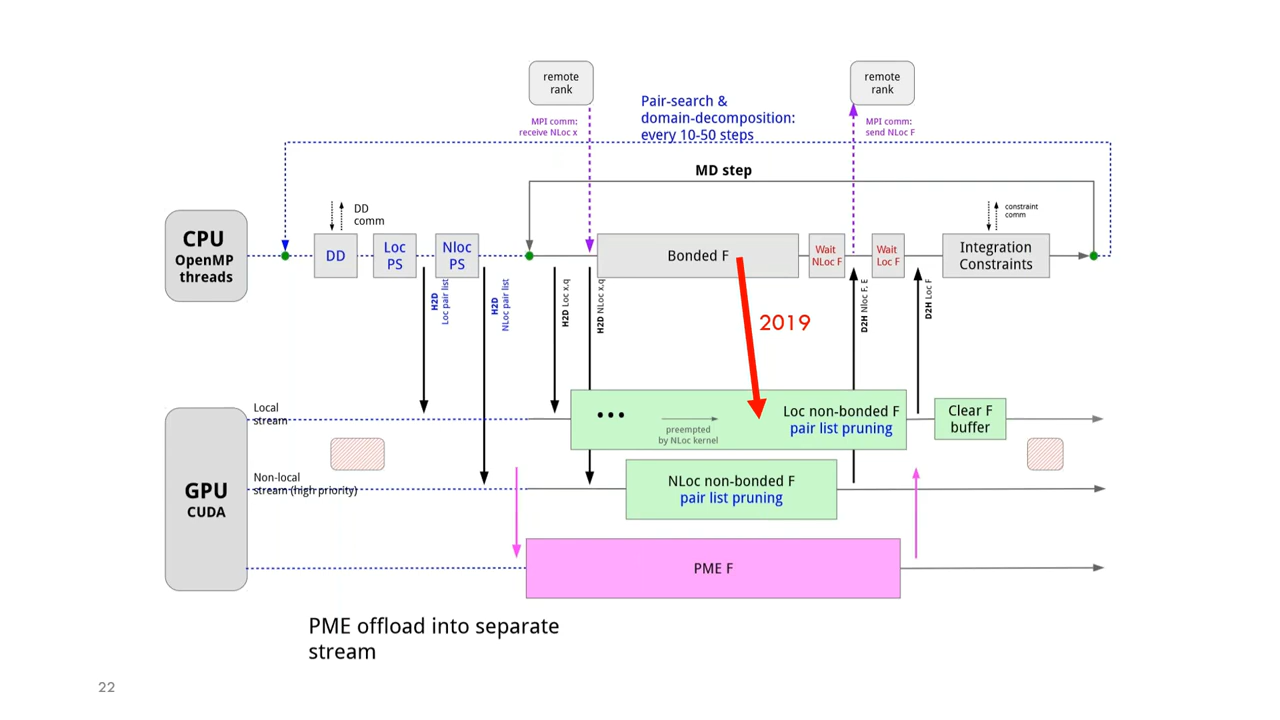 remote
rank
remote
rank
Pair-search &
domain-decomposition:
every 10-50 steps
MPI comm:
receive NLoc x
MPI comm:
send NLoc F
MD step
DD
comm
constraint
comm
CPU
OpenMP
threads
DD
Loc
PS
Nloc
PS
Bonded F
Wait
NLoc F
Wait
Loc F
Integration
Constraints
H2D
Loc pair list
H2D
NLoc pair list
H2D Loc x,q
H2D NLoc x,q
2019
D2H Nloc F, E
D2H Loc F
Local
stream
•••
preempted
by NLoc kernel
Loc non-bonded F
pair list pruning
Clear F
buffer
Non-local
stream (high priority)
GPU
CUDA
NLoc non-bonded F
pair list pruning
PME F
PME offload into separate
stream
22